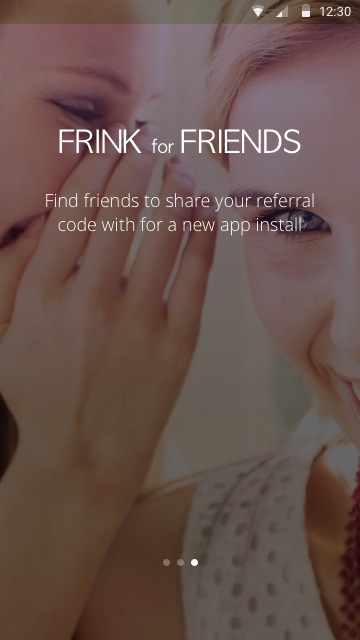 12:30
FRINK for FRIENDS
Find friends to share your referral
code with for a new app install